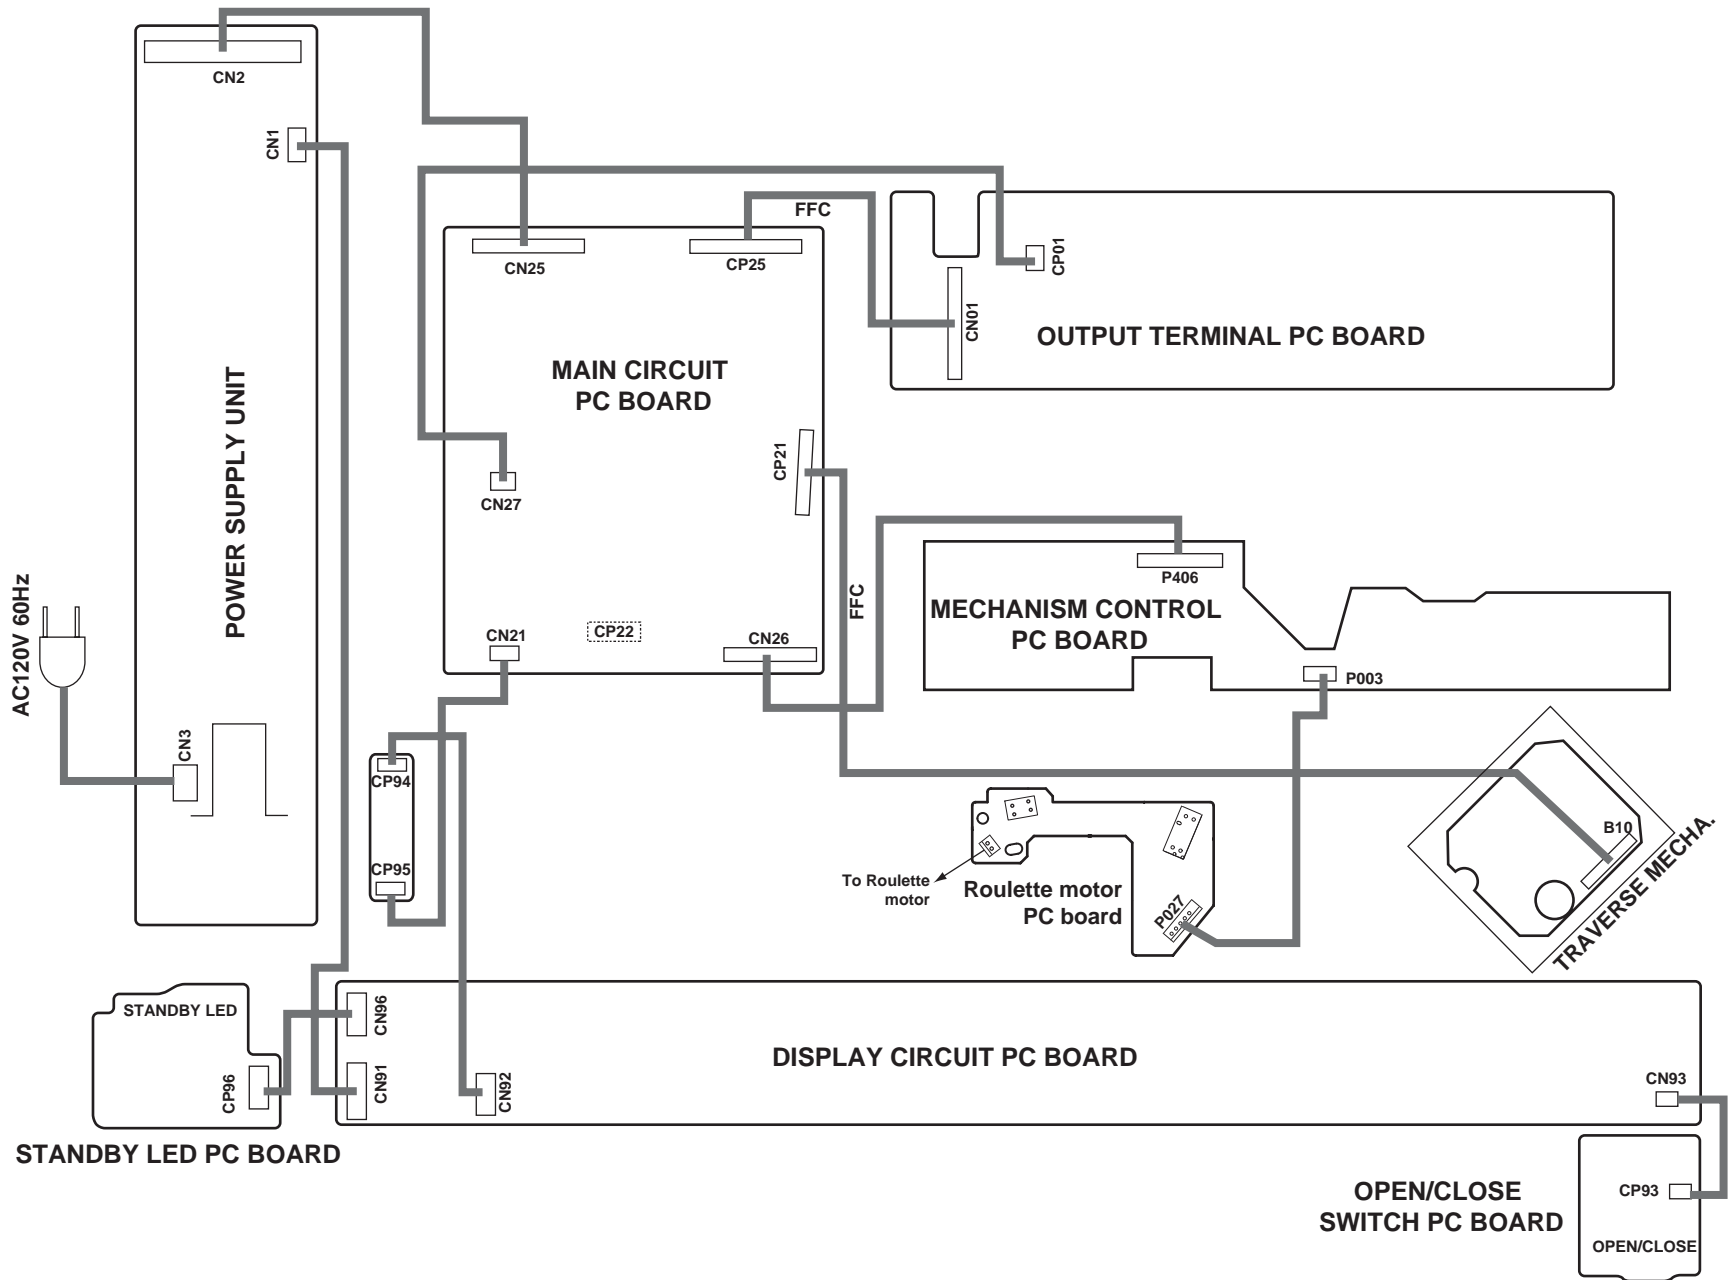 CN2
CN1
FFC
CN25
CP25
CP01
CN01
OUTPUT TERMINAL PC BOARD
MAIN CIRCUIT
PC BOARD
POWER SUPPLY UNIT
CP21
CN27
AC120V 60Hz
FFC
P406
MECHANISM CONTROL
PC BOARD
CN21
CP22
CN26
P003
CN3
CP94
CP95
To Roulette
motor
Roulette motor
PC board
P027
B10
TRAVERSE MECHA.
STANDBY LED
CN96
CP96
CN91
CN92
DISPLAY CIRCUIT PC BOARD
CN93
STANDBY LED PC BOARD
OPEN/CLOSE
SWITCH PC BOARD
CP93
OPEN/CLOSE